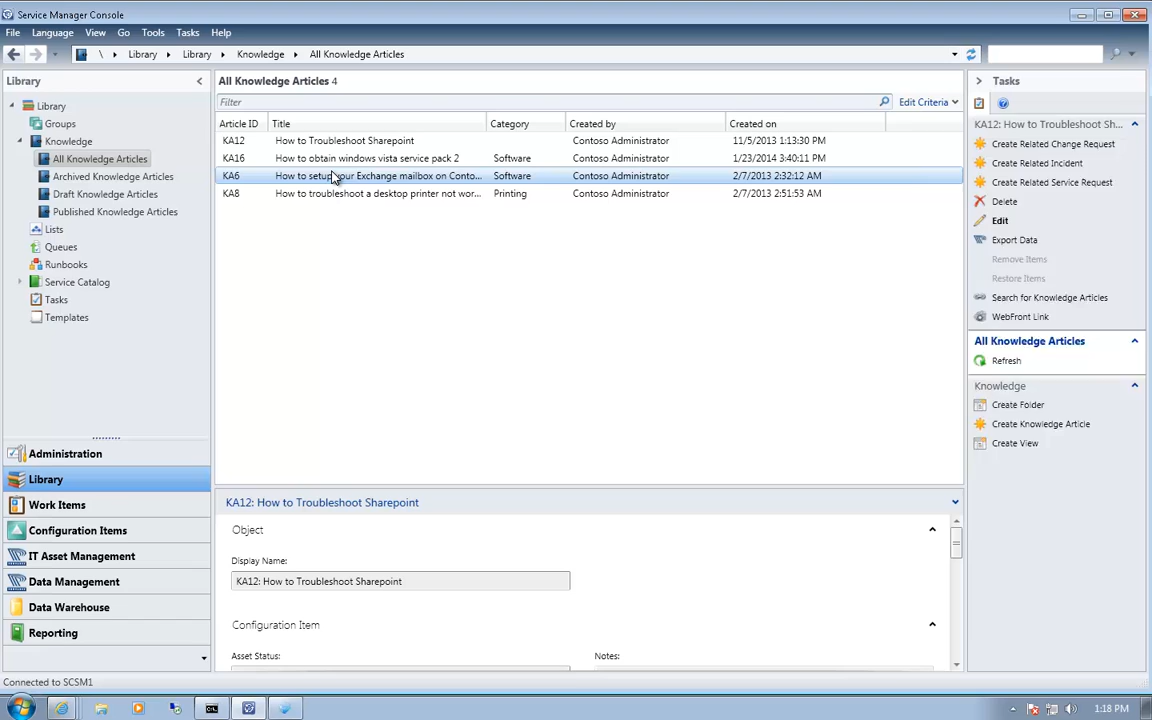 Service Manager Console
File Language View Go Tools Tasks Help
\ Library Library Knowledge All Knowledge Articles
Library
Library
Groups
Knowledge
All Knowledge Articles
Archived Knowledge Articles
Draft Knowledge Articles
Published Knowledge Articles
Lists
Queues
Runbooks
Service Catalog
Tasks
Templates
Administration
Library
Work Items
Configuration Items
IT Asset Management
Data Management
Data Warehouse
Reporting
All Knowledge Articles 4
Filter Edit Criteria
Article ID Title Category Created by Created on
KA12 How to Troubleshoot Sharepoint Contoso Administrator 11/5/2013 1:13:30 PM
KA16 How to obtain windows vista service pack 2 Software Contoso Administrator 1/23/2014 3:40:11 PM
KA6 How to setup your Exchange mailbox on Conto... Software Contoso Administrator 2/7/2013 2:32:12 AM
KA8 How to troubleshoot a desktop printer not wor... Printing Contoso Administrator 2/7/2013 2:51:53 AM
KA12: How to Troubleshoot Sharepoint
Object
Display Name:
KA12: How to Troubleshoot Sharepoint
Configuration Item
Asset Status: Notes:
Tasks
KA12: How to Troubleshoot Sh...
Create Related Change Request
Create Related Incident
Create Related Service Request
Delete
Edit
Export Data
Remove Items
Restore Items
Search for Knowledge Articles
WebFront Link
All Knowledge Articles
Refresh
Knowledge
Create Folder
Create Knowledge Article
Create View
Connected to SCSM1
1:18 PM